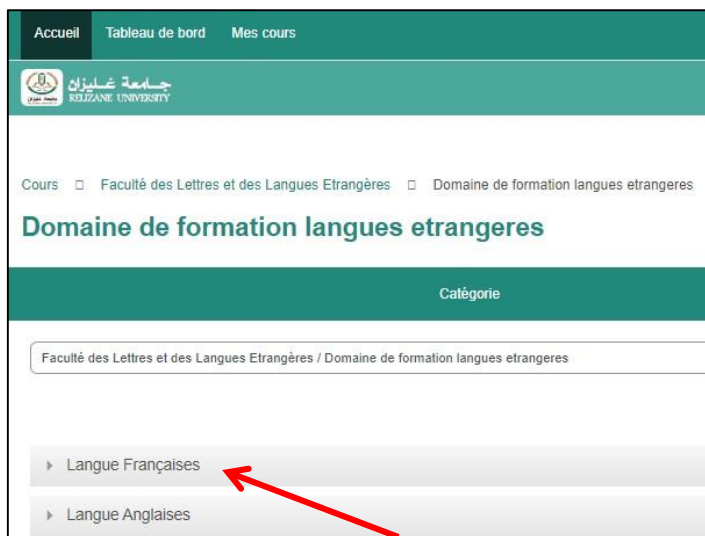 Accueil Tableau de bord Mes cours
جـامعة غـليزان
RELIZANE UNIVERSITY
Cours Faculté des Lettres et des Langues Etrangères Domaine de formation langues etrangeres
Domaine de formation langues etrangeres
Catégorie
Faculté des Lettres et des Langues Etrangères / Domaine de formation langues etrangeres
Langue Françaises
Langue Anglaises